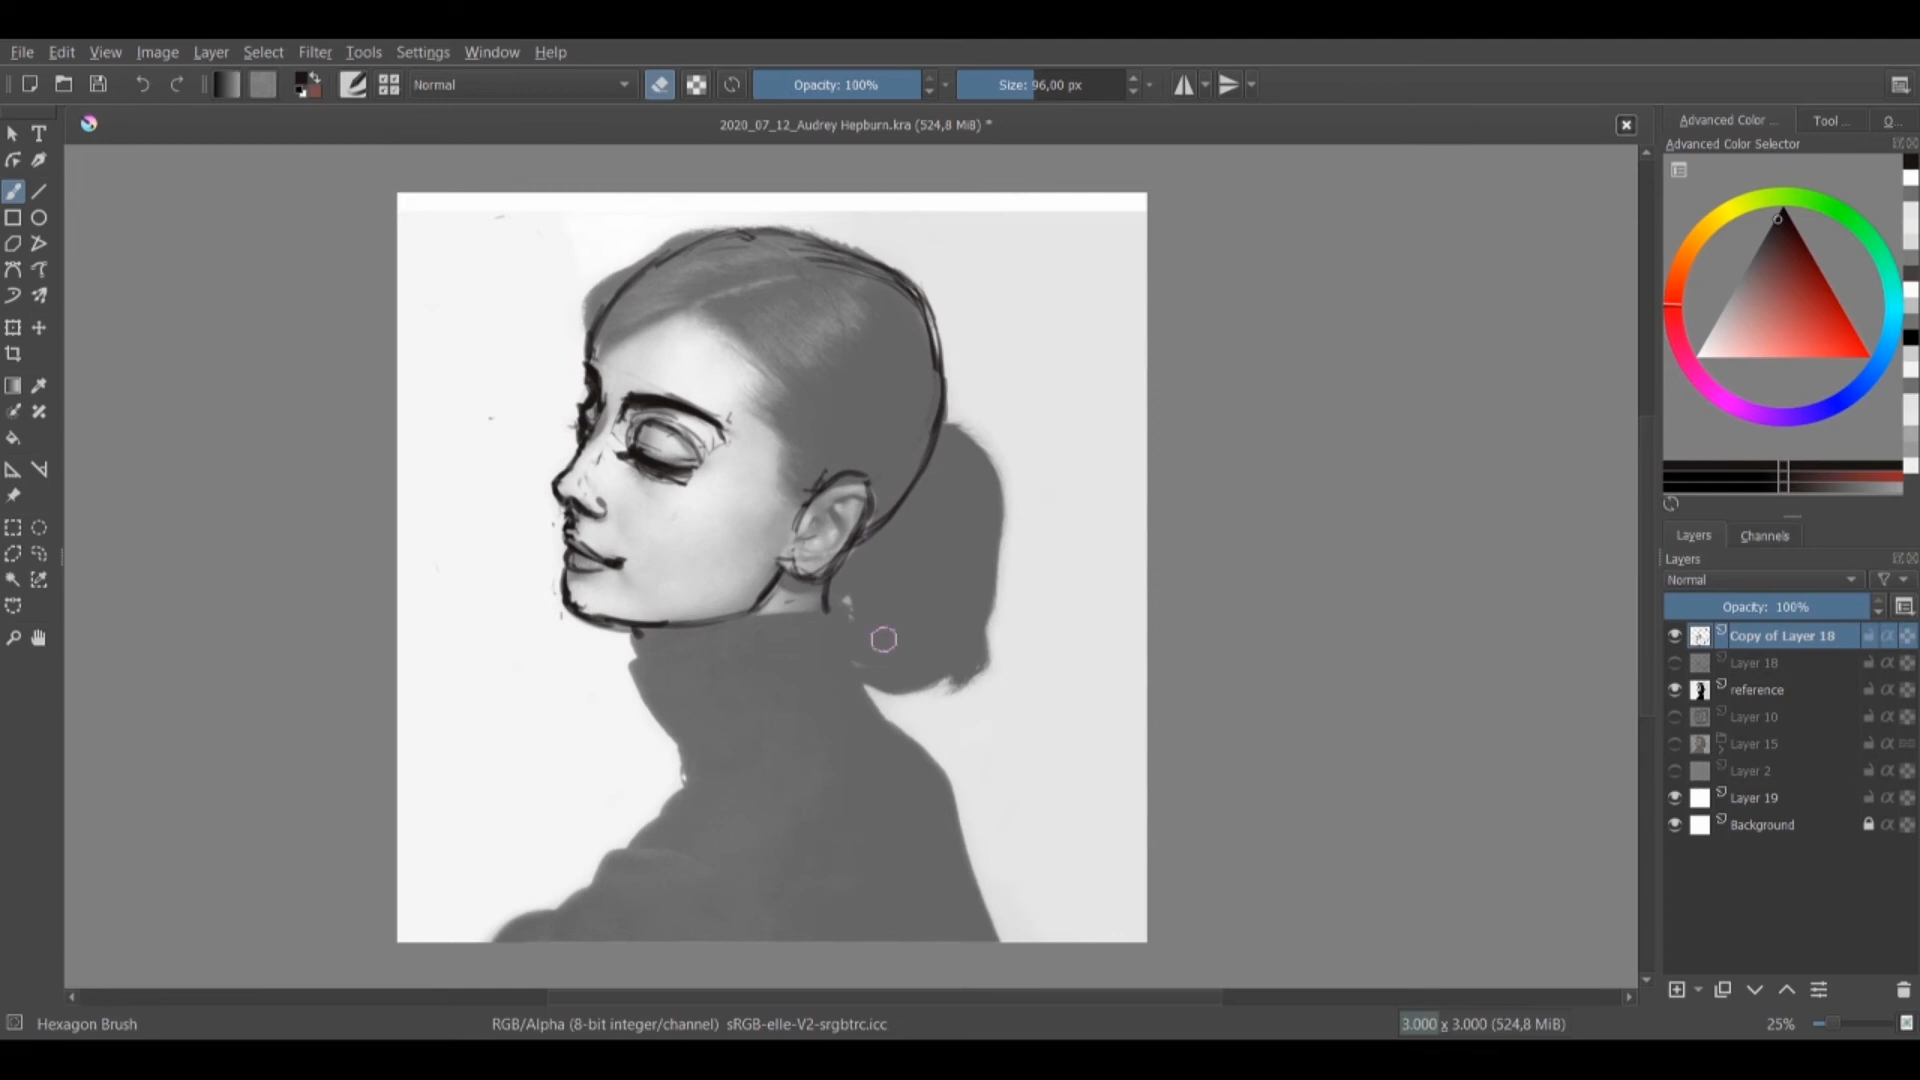 File Edit View Image Layer Select Filter Tools Settings Window Help
Normal Opacity: 100% Size: 96,00 px
2020_07_12_Audrey Hepburn.kra (524,8 MiB) *
Advanced Color ... Tool ... Q...
Advanced Color Selector
Layers Channels
Layers
Normal
Opacity: 100%
Copy of Layer 18
Layer 18
reference
Layer 10
Layer 15
Layer 2
Layer 19
Background
Hexagon Brush RGB/Alpha (8-bit integer/channel) sRGB-elle-V2-srgbtrc.icc 3.000 x 3.000 (524,8 MiB) 25%